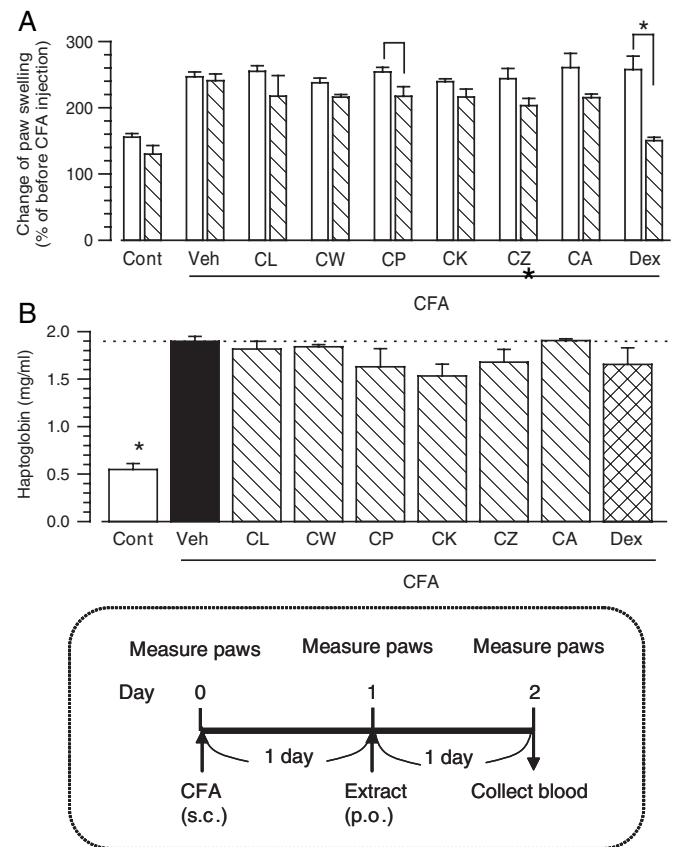 A
Change of paw swelling
(% of before CFA injection)
300
200
100
0
*
Cont Veh CL CW CP CK CZ CA Dex
*
CFA
B
Haptoglobin (mg/ml)
2.0
1.5
1.0
0.5
0.0
*
Cont Veh CL CW CP CK CZ CA Dex
CFA
Measure paws Measure paws Measure paws
Day 0 1 2
1 day 1 day
CFA Extract Collect blood
(s.c.) (p.o.)